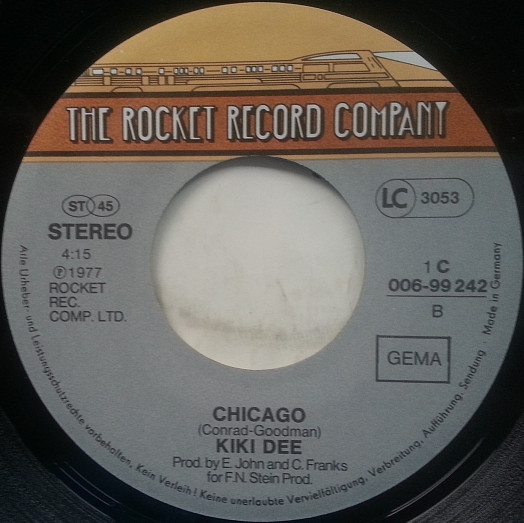 THE ROCKET RECORD COMPANY
ST 45
STEREO
4:15
Ⓟ1977
ROCKET
REC.
COMP. LTD.
LC 3053
1 C
006-99 242
B
GEMA
CHICAGO
(Conrad-Goodman)
KIKI DEE
Prod. by E. John and C. Franks
for F.N. Stein Prod.
Alle Urheber- und Leistungsschutzrechte vorbehalten. Kein Verleih! Keine unerlaubte Vervielfältigung, Verbreitung, Aufführung, Sendung · Made in Germany